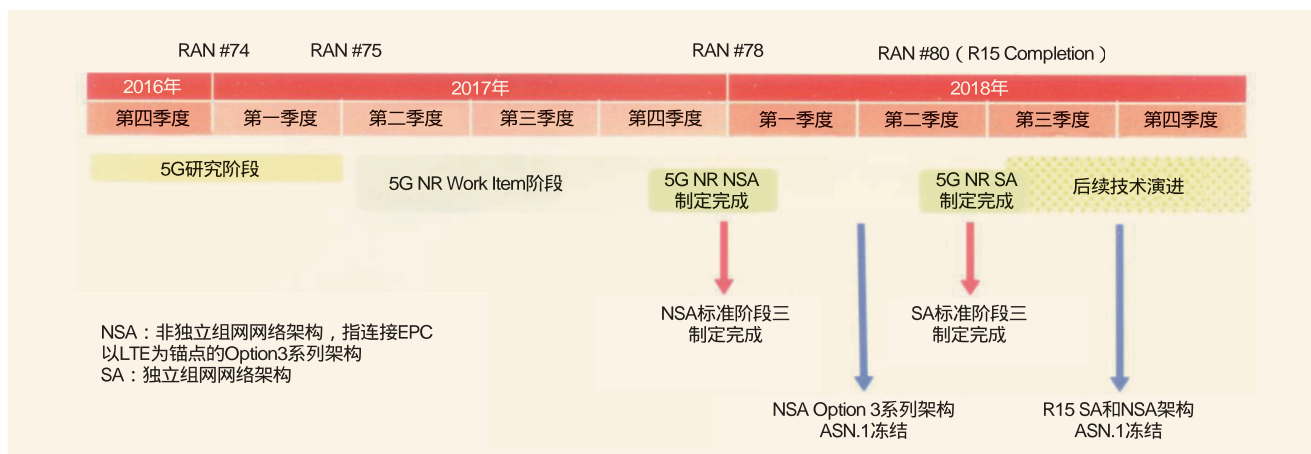 RAN #74 RAN #75 RAN #78 RAN #80（R15 Completion）
2016年 2017年 2018年
第四季度 第一季度 第二季度 第三季度 第四季度 第一季度 第二季度 第三季度 第四季度
5G研究阶段
5G NR Work Item阶段
5G NR NSA
制定完成
5G NR SA
制定完成
后续技术演进
NSA标准阶段三
制定完成
SA标准阶段三
制定完成
NSA：非独立组网网络架构，指连接EPC
以LTE为锚点的Option3系列架构
SA：独立组网网络架构
NSA Option 3系列架构
ASN.1冻结
R15 SA和NSA架构
ASN.1冻结